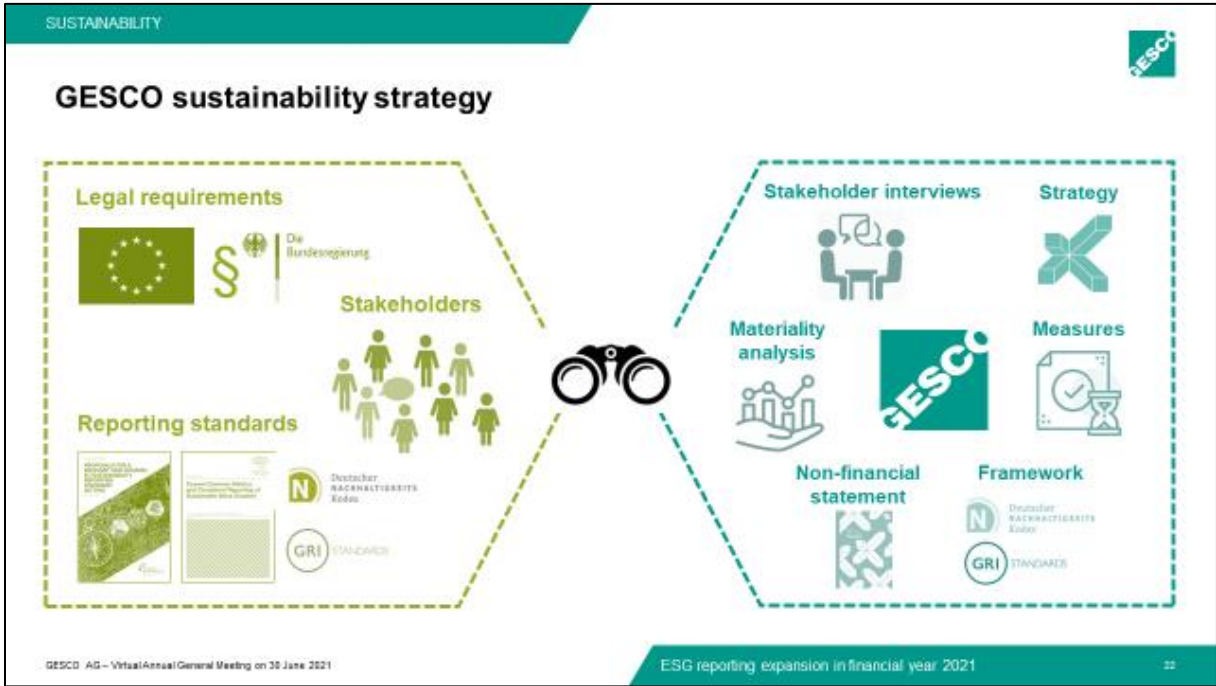 SUSTAINABILITY
GESCO
GESCO sustainability strategy
Legal requirements
§
Die
Bundesregierung
Stakeholders
Reporting standards
Deutscher
NACHHALTIGKEITS
Kodex
GRI STANDARDS
Stakeholder interviews
Strategy
Materiality
analysis
GESCO
Measures
Non-financial
statement
Framework
Deutscher
NACHHALTIGKEITS
Kodex
GRI STANDARDS
GESCO AG – Virtual Annual General Meeting on 30 June 2021
ESG reporting expansion in financial year 2021
22